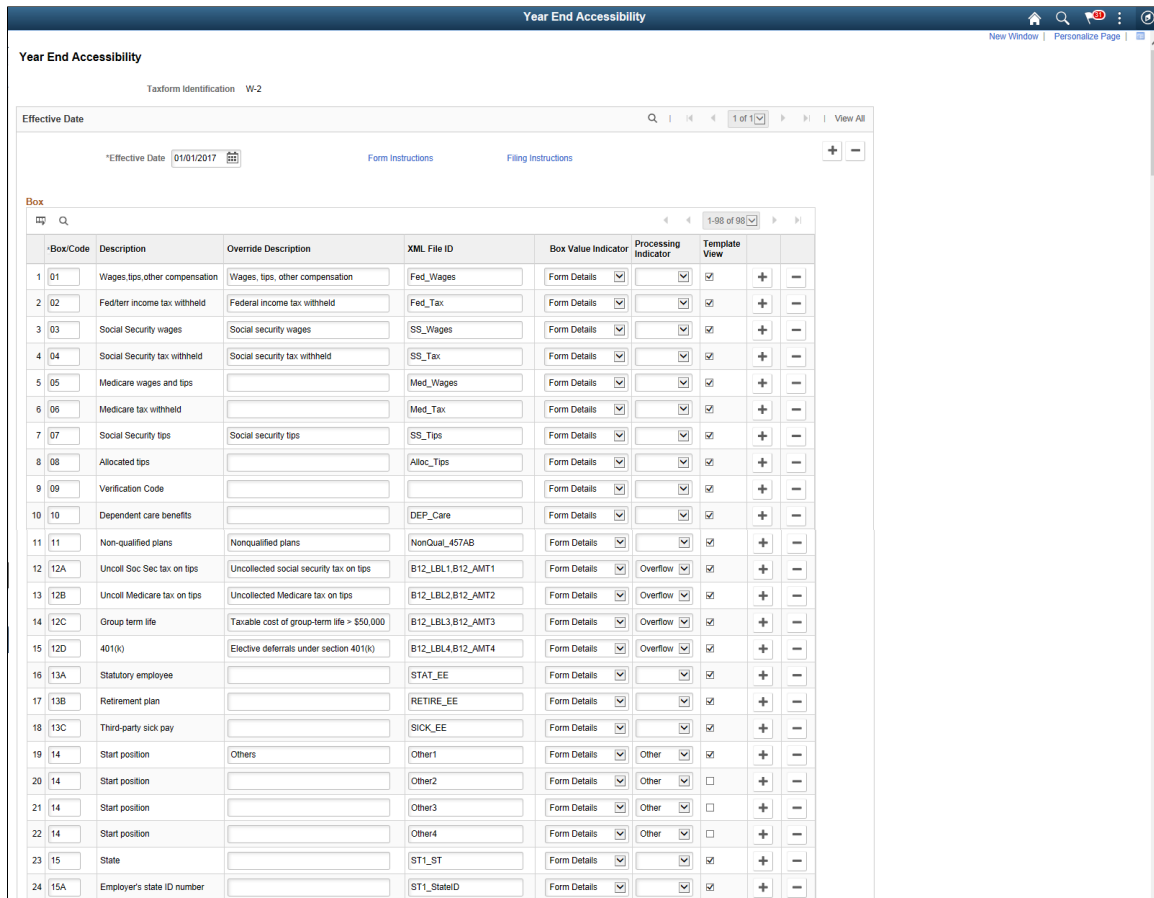 Year End Accessibility
31
New Window | Personalize Page |
Year End Accessibility
Taxform Identification W-2
Effective Date 1 of 1 | View All
*Effective Date 01/01/2017 Form Instructions Filing Instructions
Box
1-98 of 98
*Box/Code Description Override Description XML File ID Box Value Indicator Processing Indicator Template View
1 01 Wages,tips,other compensation Wages, tips, other compensation Fed_Wages Form Details
2 02 Fed/terr income tax withheld Federal income tax withheld Fed_Tax Form Details
3 03 Social Security wages Social security wages SS_Wages Form Details
4 04 Social Security tax withheld Social security tax withheld SS_Tax Form Details
5 05 Medicare wages and tips Med_Wages Form Details
6 06 Medicare tax withheld Med_Tax Form Details
7 07 Social Security tips Social security tips SS_Tips Form Details
8 08 Allocated tips Alloc_Tips Form Details
9 09 Verification Code Form Details
10 10 Dependent care benefits DEP_Care Form Details
11 11 Non-qualified plans Nonqualified plans NonQual_457AB Form Details
12 12A Uncoll Soc Sec tax on tips Uncollected social security tax on tips B12_LBL1,B12_AMT1 Form Details Overflow
13 12B Uncoll Medicare tax on tips Uncollected Medicare tax on tips B12_LBL2,B12_AMT2 Form Details Overflow
14 12C Group term life Taxable cost of group-term life > $50,000 B12_LBL3,B12_AMT3 Form Details Overflow
15 12D 401(k) Elective deferrals under section 401(k) B12_LBL4,B12_AMT4 Form Details Overflow
16 13A Statutory employee STAT_EE Form Details
17 13B Retirement plan RETIRE_EE Form Details
18 13C Third-party sick pay SICK_EE Form Details
19 14 Start position Others Other1 Form Details Other
20 14 Start position Other2 Form Details Other
21 14 Start position Other3 Form Details Other
22 14 Start position Other4 Form Details Other
23 15 State ST1_ST Form Details
24 15A Employer's state ID number ST1_StateID Form Details